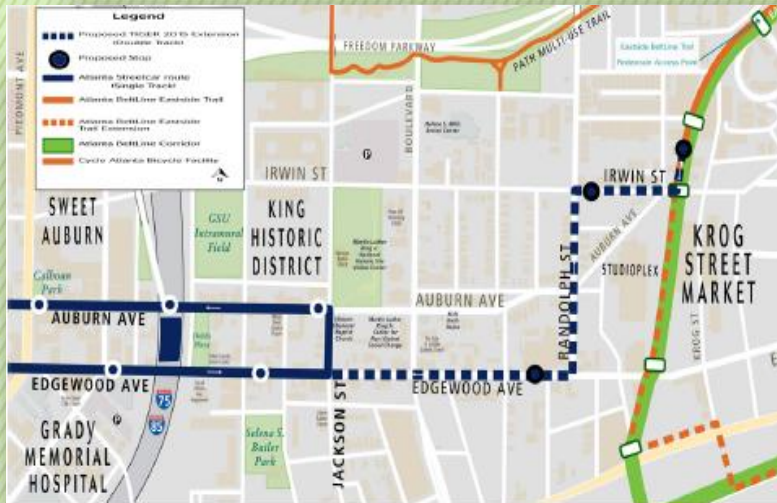 Legend
Proposed TIGER 2015 Extension
(Double Track)
Proposed Stop
Atlanta Streetcar route
(Single Track)
Atlanta BeltLine Eastside Trail
Atlanta BeltLine Eastside
Trail Extension
Atlanta BeltLine Corridor
Cycle Atlanta Bicycle Facility
N
PIEDMONT AVE
FREEDOM PARKWAY
PATH MULTI-USE TRAIL
Eastside BeltLine Trail
Pedestrian Access Point
BOULEVARD
IRWIN ST
IRWIN ST
SWEET
AUBURN
GSU
Intramural
Field
KING
HISTORIC
DISTRICT
AUBURN AVE
STUDIOPLEX
KROG
STREET
MARKET
KROG ST
RANDOLPH ST
Calhoun
Park
AUBURN AVE
AUBURN AVE
Ebenezer
Baptist
Church
EDGEWOOD AVE
EDGEWOOD AVE
E
75
85
JACKSON ST
Selena S.
Butler
Park
GRADY
MEMORIAL
HOSPITAL